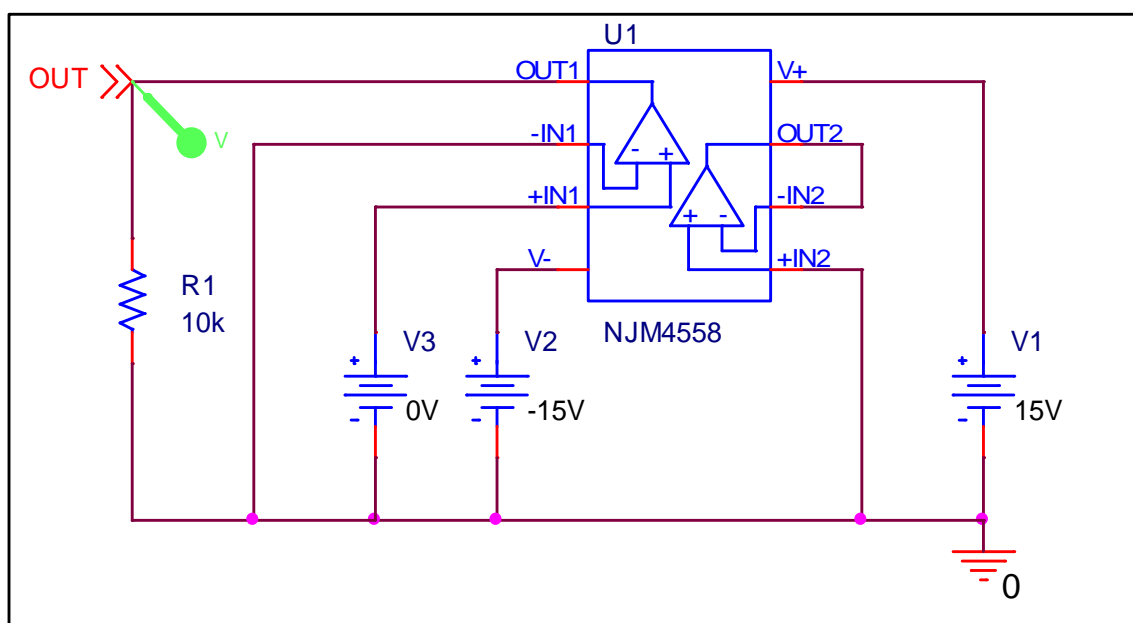 U1
OUT
V
OUT1
-IN1
+IN1
V-
V+
OUT2
-IN2
+IN2
-
+
+
-
NJM4558
R1
10k
V3
0V
+
-
V2
-15V
+
-
V1
15V
+
-
0